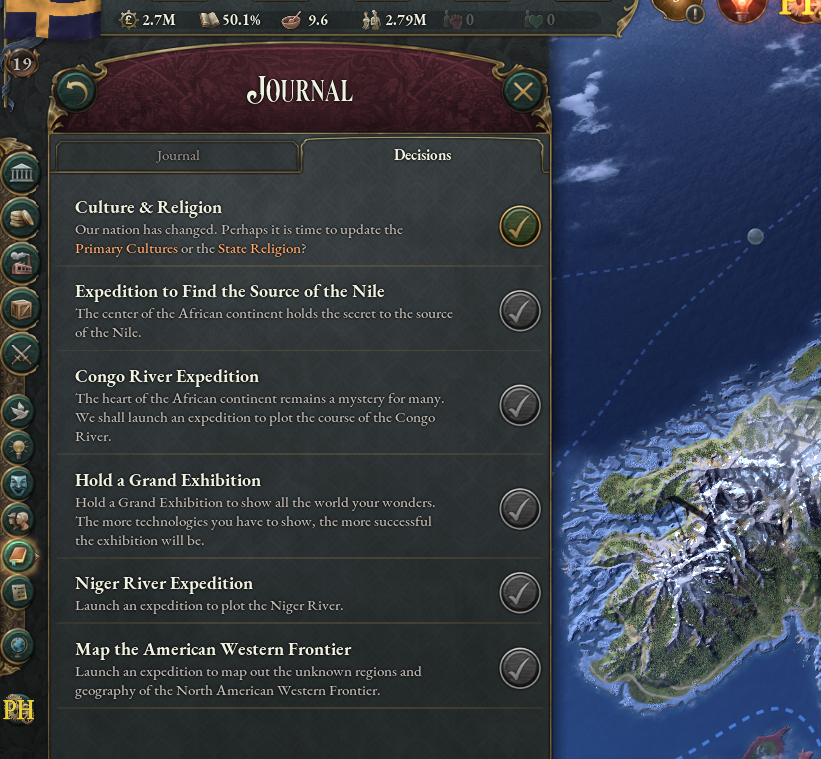 2.7M 50.1% 9.6 2.79M 0 0
19
JOURNAL
Journal Decisions
Culture & Religion
Our nation has changed. Perhaps it is time to update the
Primary Cultures or the State Religion?
Expedition to Find the Source of the Nile
The center of the African continent holds the secret to the source
of the Nile.
Congo River Expedition
The heart of the African continent remains a mystery for many.
We shall launch an expedition to plot the course of the Congo
River.
Hold a Grand Exhibition
Hold a Grand Exhibition to show all the world your wonders.
The more technologies you have to show, the more successful
the exhibition will be.
Niger River Expedition
Launch an expedition to plot the Niger River.
Map the American Western Frontier
Launch an expedition to map out the unknown regions and
geography of the North American Western Frontier.
PH